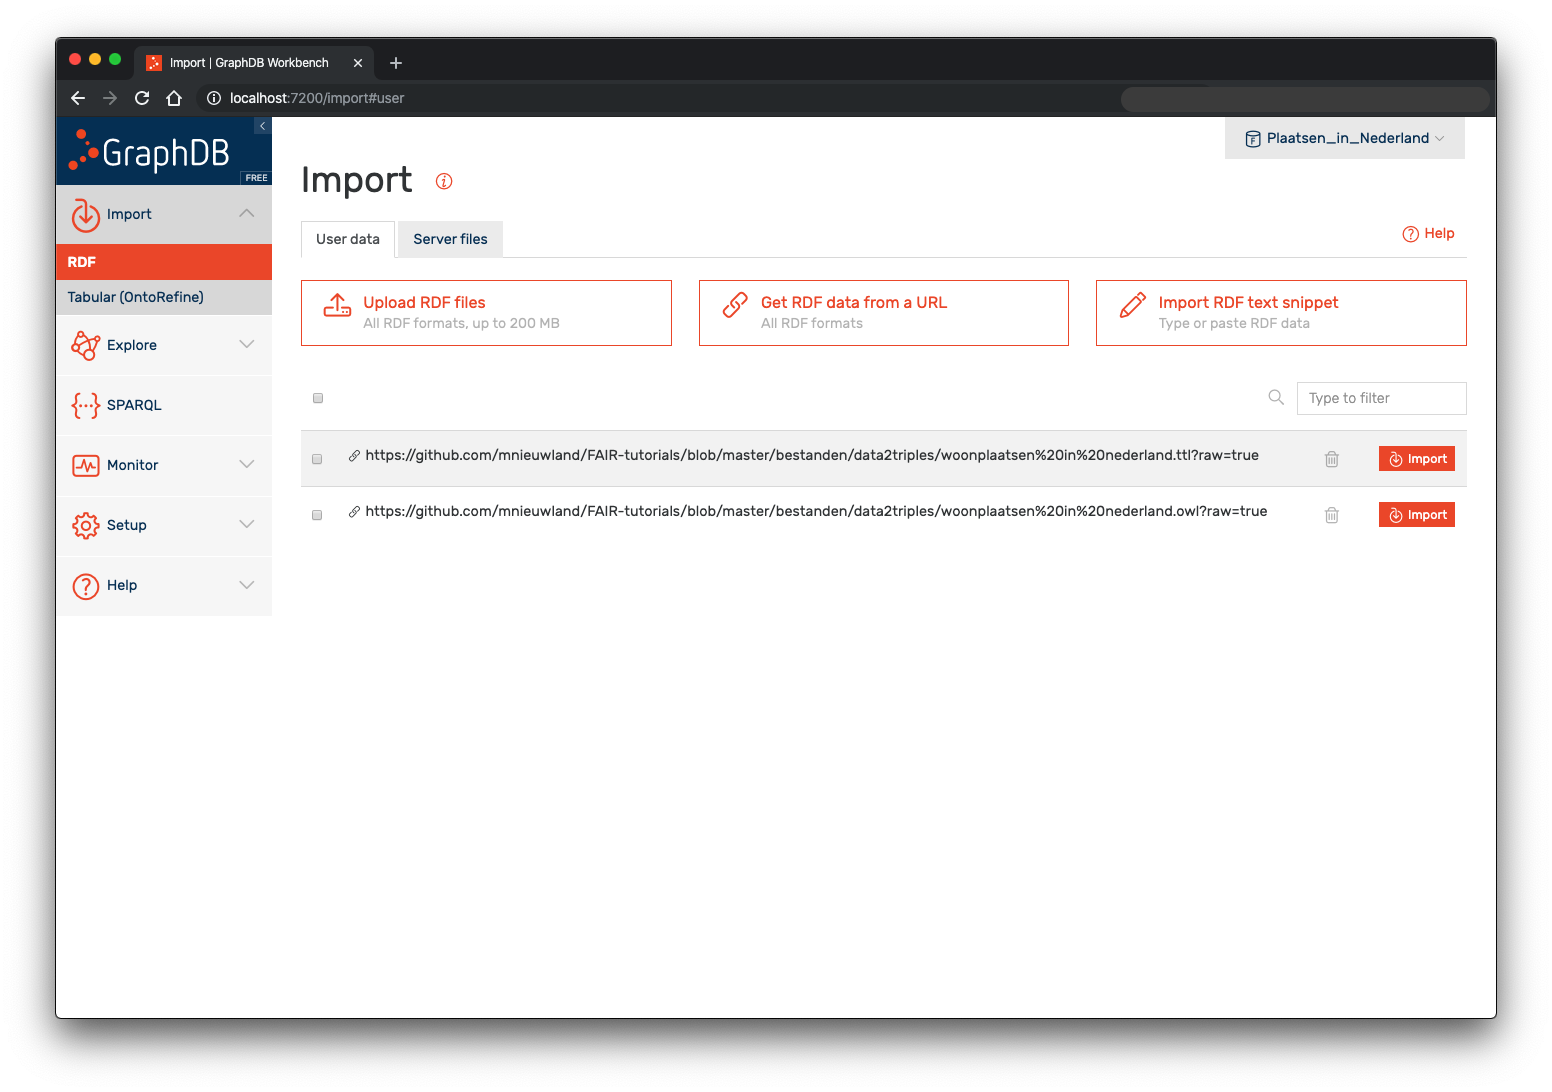 Import | GraphDB Workbench
localhost:7200/import#user
GraphDB
FREE
Plaatsen_in_Nederland
Import
RDF
Tabular (OntoRefine)
Explore
SPARQL
Monitor
Setup
Help
Import
User data
Server files
Help
Upload RDF files
All RDF formats, up to 200 MB
Get RDF data from a URL
All RDF formats
Import RDF text snippet
Type or paste RDF data
Type to filter
https://github.com/mnieuwland/FAIR-tutorials/blob/master/bestanden/data2triples/woonplaatsen%20in%20nederland.ttl?raw=true
Import
https://github.com/mnieuwland/FAIR-tutorials/blob/master/bestanden/data2triples/woonplaatsen%20in%20nederland.owl?raw=true
Import